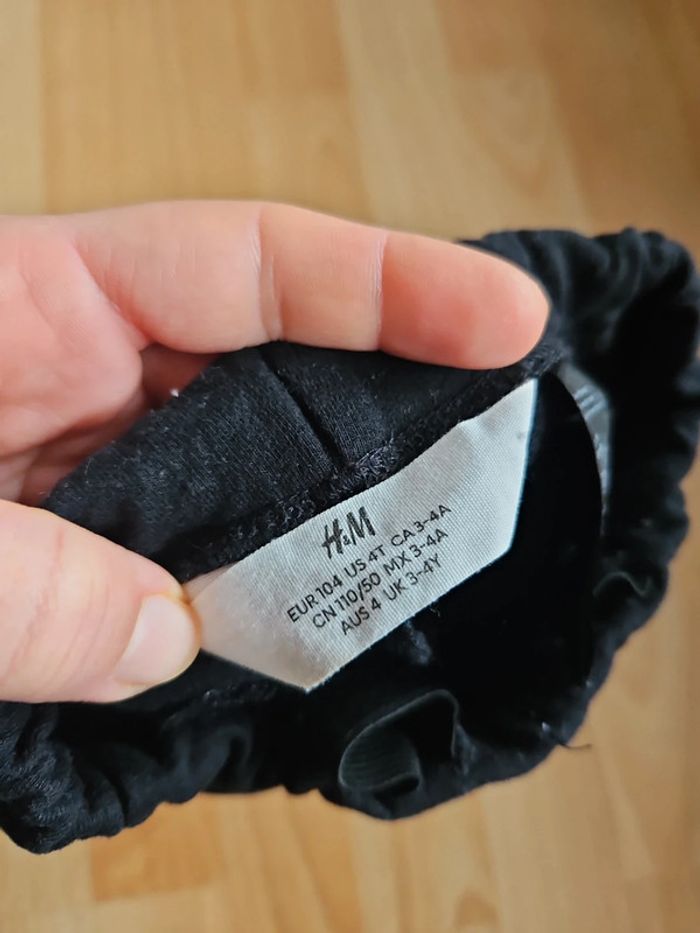 H&M
EUR 104 US 4T CA 3-4A
CN 110/50 MX 3-4A
AUS 4 UK 3-4Y